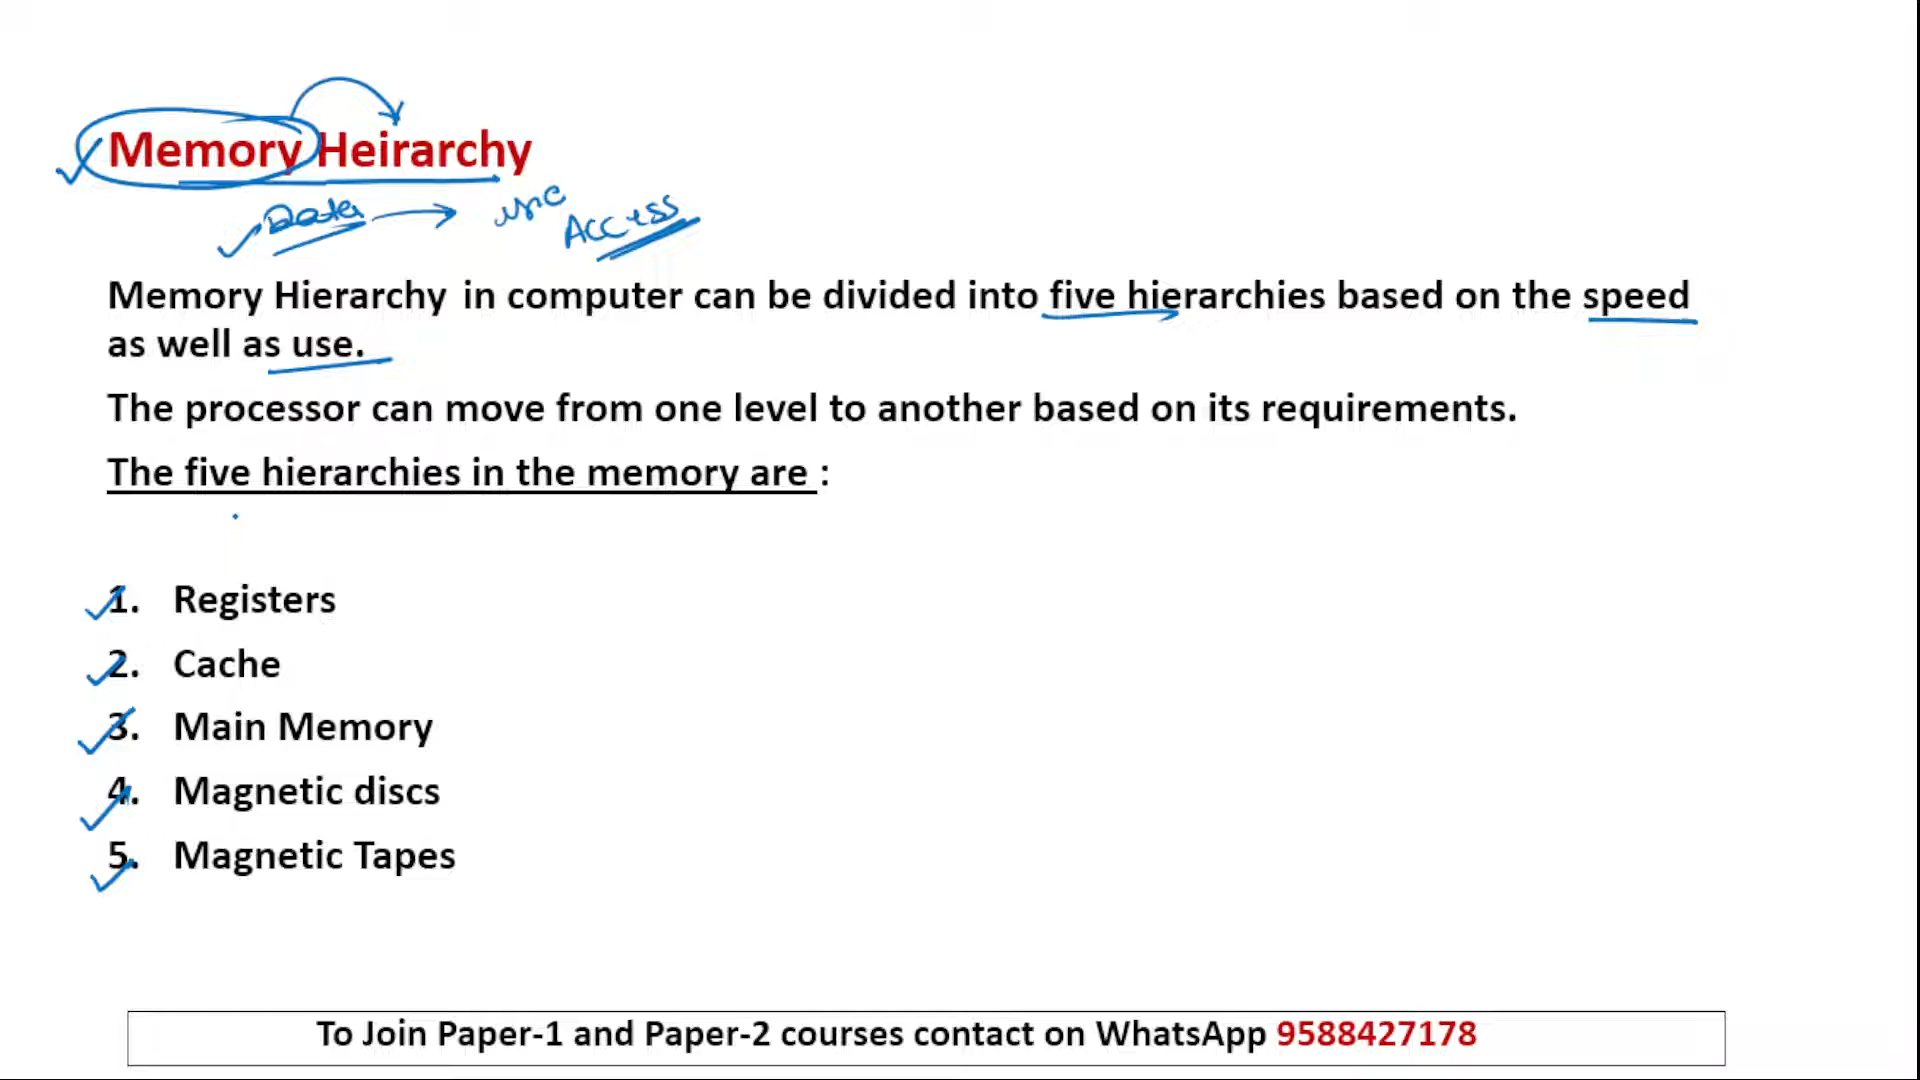 Memory Heirarchy
Data → use
Access
Memory Hierarchy in computer can be divided into five hierarchies based on the speed
as well as use.
The processor can move from one level to another based on its requirements.
The five hierarchies in the memory are :
1. Registers
2. Cache
3. Main Memory
4. Magnetic discs
5. Magnetic Tapes
To Join Paper-1 and Paper-2 courses contact on WhatsApp 9588427178